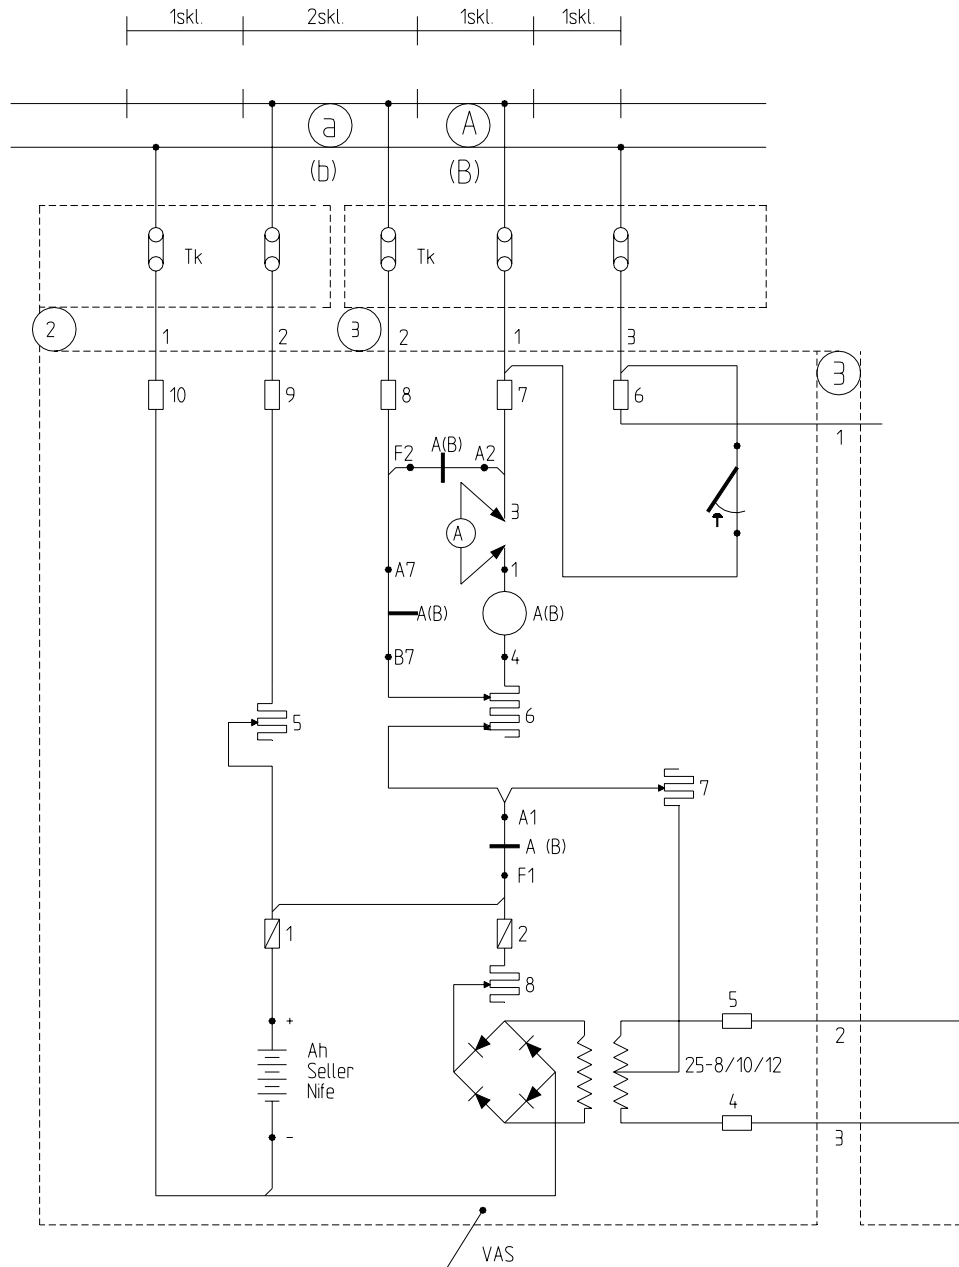 1skl. 2skl. 1skl. 1skl.
a A
(b) (B)
Tk Tk
2 3
1 2 2 1 3
3
10 9 8 7 6
1
F2 A(B) A2
3
A
A7 1
A(B) A(B)
B7 4
5 6
7
A1
A (B)
F1
1 2
8
5
+
2
Ah
Seller 25-8/10/12
Nife
4
-
3
VAS